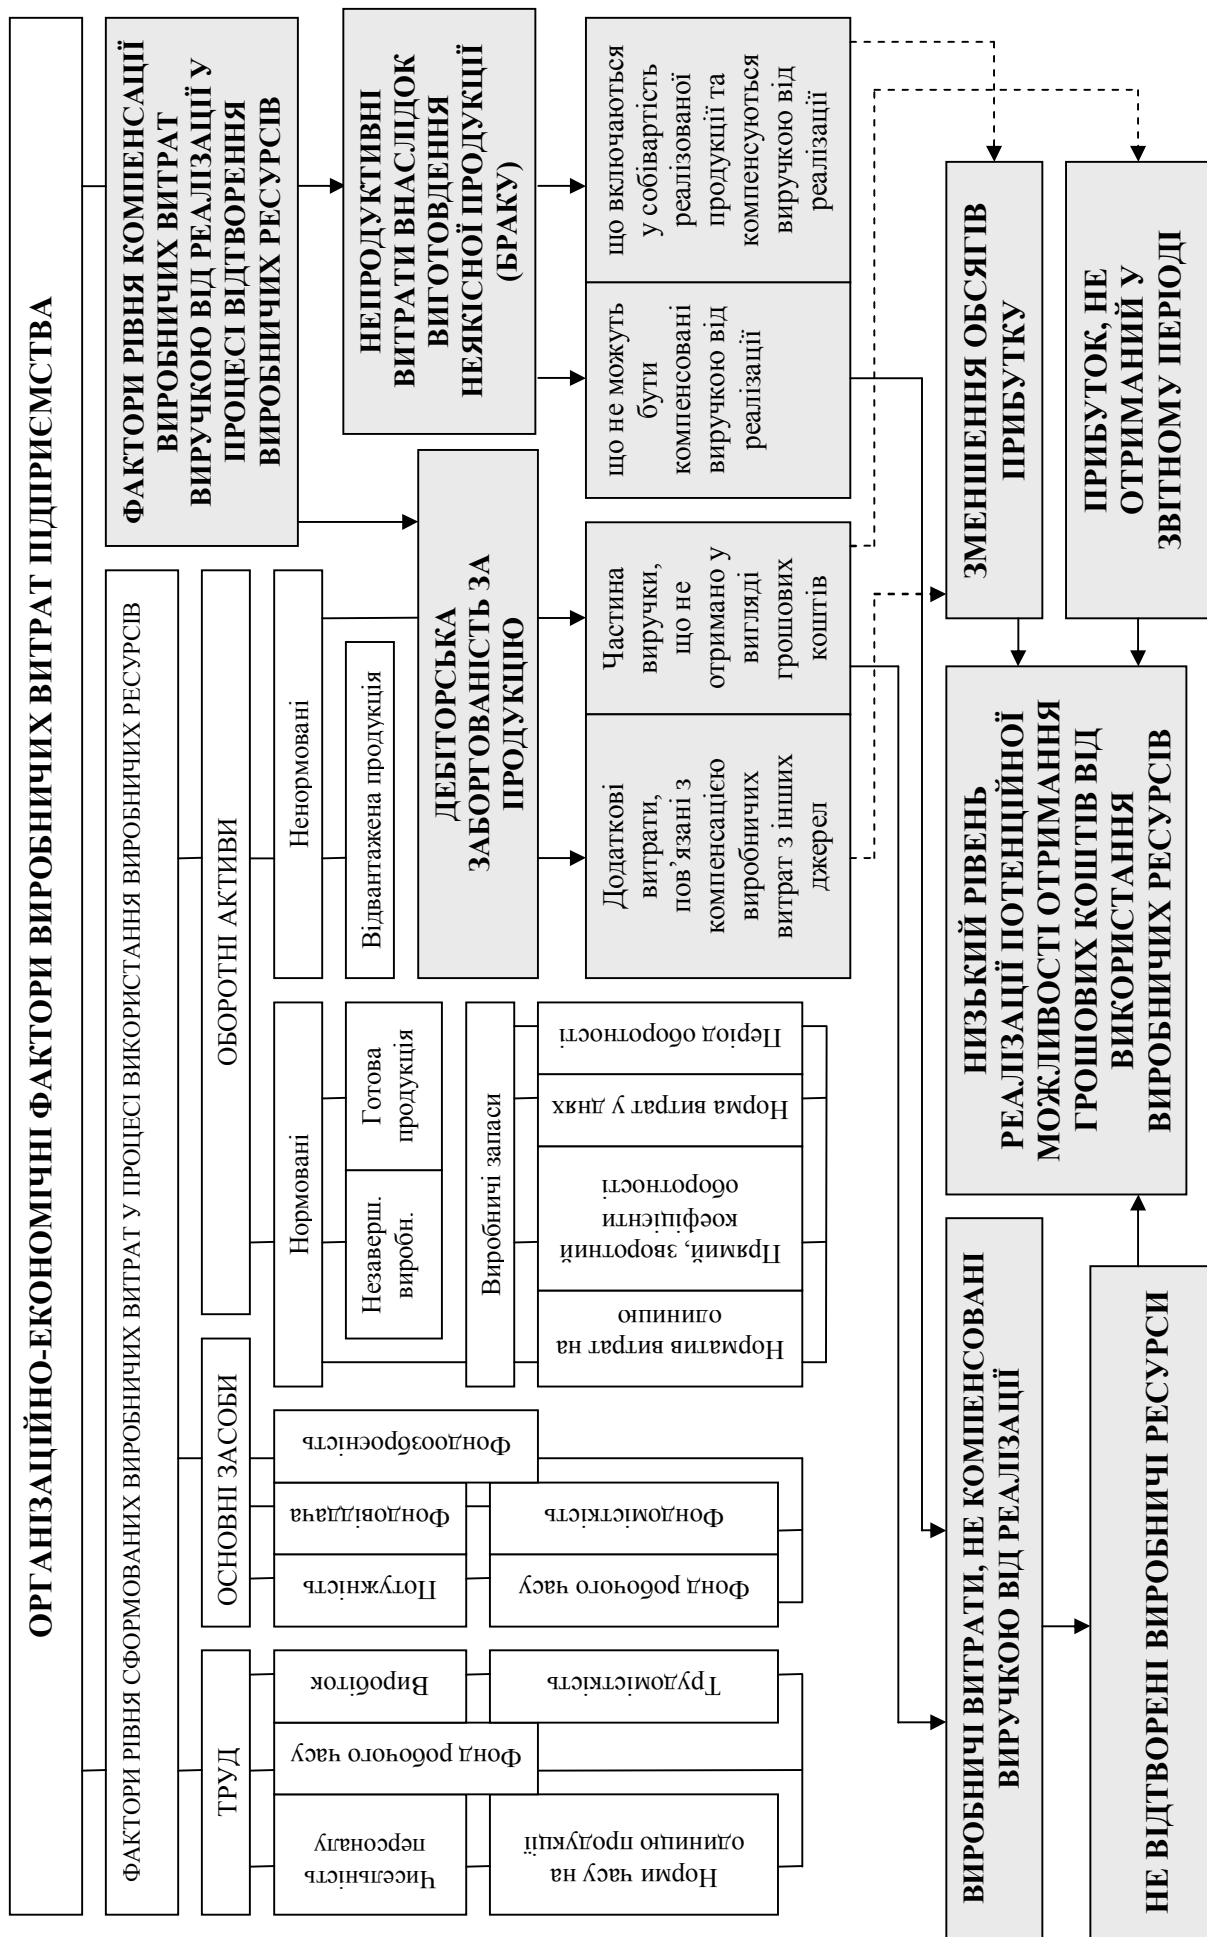 ОРГАНІЗАЦІЙНО-ЕКОНОМІЧНІ ФАКТОРИ ВИРОБНИЧИХ ВИТРАТ ПІДПРИЄМСТВА
ФАКТОРИ РІВНЯ СФОРМОВАНИХ ВИРОБНИЧИХ ВИТРАТ У ПРОЦЕСІ ВИКОРИСТАННЯ ВИРОБНИЧИХ РЕСУРСІВ
ФАКТОРИ РІВНЯ КОМПЕНСАЦІЇ
ВИРОБНИЧИХ ВИТРАТ
ВИРУЧКОЮ ВІД РЕАЛІЗАЦІЇ У
ПРОЦЕСІ ВІДТВОРЕННЯ
ВИРОБНИЧИХ РЕСУРСІВ
ТРУД
ОСНОВНІ ЗАСОБИ
ОБОРОТНІ АКТИВИ
Чисельність
персоналу
Фонд робочого часу
Виробіток
Норми часу на
одиницю продукції
Трудомісткість
Потужність
Фондовіддача
Фондоозброєність
Фонд робочого часу
Фондомісткість
Нормовані
Ненормовані
Незаверш.
виробн.
Готова
продукція
Відвантажена продукція
Виробничі запаси
Норматив витрат на
одиницю
Прямий, зворотний
коефіцієнти
оборотності
Норма витрат у днях
Період оборотності
ДЕБІТОРСЬКА
ЗАБОРГОВАНІСТЬ ЗА
ПРОДУКЦІЮ
НЕПРОДУКТИВНІ
ВИТРАТИ ВНАСЛІДОК
ВИГОТОВДЕННЯ
НЕЯКІСНОЇ ПРОДУКЦІЇ
(БРАКУ)
Додаткові
витрати,
пов’язані з
компенсацією
виробничих
витрат з інших
джерел
Частина
виручки,
що не
отримано у
вигляді
грошових
коштів
що не можуть
бути
компенсовані
виручкою від
реалізації
що включаються
у собівартість
реалізованої
продукції та
компенсуються
виручкою від
реалізації
ВИРОБНИЧІ ВИТРАТИ, НЕ КОМПЕНСОВАНІ
ВИРУЧКОЮ ВІД РЕАЛІЗАЦІЇ
НИЗЬКИЙ РІВЕНЬ
РЕАЛІЗАЦІЇ ПОТЕНЦІЙНОЇ
МОЖЛИВОСТІ ОТРИМАННЯ
ГРОШОВИХ КОШТІВ ВІД
ВИКОРИСТАННЯ
ВИРОБНИЧИХ РЕСУРСІВ
ЗМЕНШЕННЯ ОБСЯГІВ
ПРИБУТКУ
НЕ ВІДТВОРЕНІ ВИРОБНИЧІ РЕСУРСИ
ПРИБУТОК, НЕ
ОТРИМАНИЙ У
ЗВІТНОМУ ПЕРІОДІ